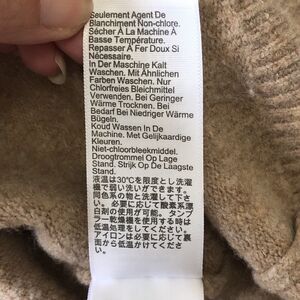 Seulement Agent De
Blanchiment Non-chlore.
Sécher À La Machine À
Basse Température.
Repasser À Fer Doux Si
Nécessaire.
In Der Maschine Kalt
Waschen. Mit Ähnlichen
Farben Waschen. Nur
Chlorfreies Bleichmittel
Verwenden. Bei Geringer
Wärme Trocknen. Bei
Bedarf Bei Niedriger Wärme
Bügeln.
Koud Wassen In De
Machine. Met Gelijkaardige
Kleuren.
Niet-chloorbleekmiddel.
Droogtrommel Op Lage
Stand. Strijk Op De Laagste
Stand.
液温は30℃を限度とし洗濯
機で弱い洗いができます。
同色系の物と洗濯して下さ
い。必要に応じて酸素系漂
白剤の使用が可能。タンブ
ラー乾燥機を使用する時は
低温処理をしてください。
アイロンは必要に応じて裏
面から低温かけてくださ
い。